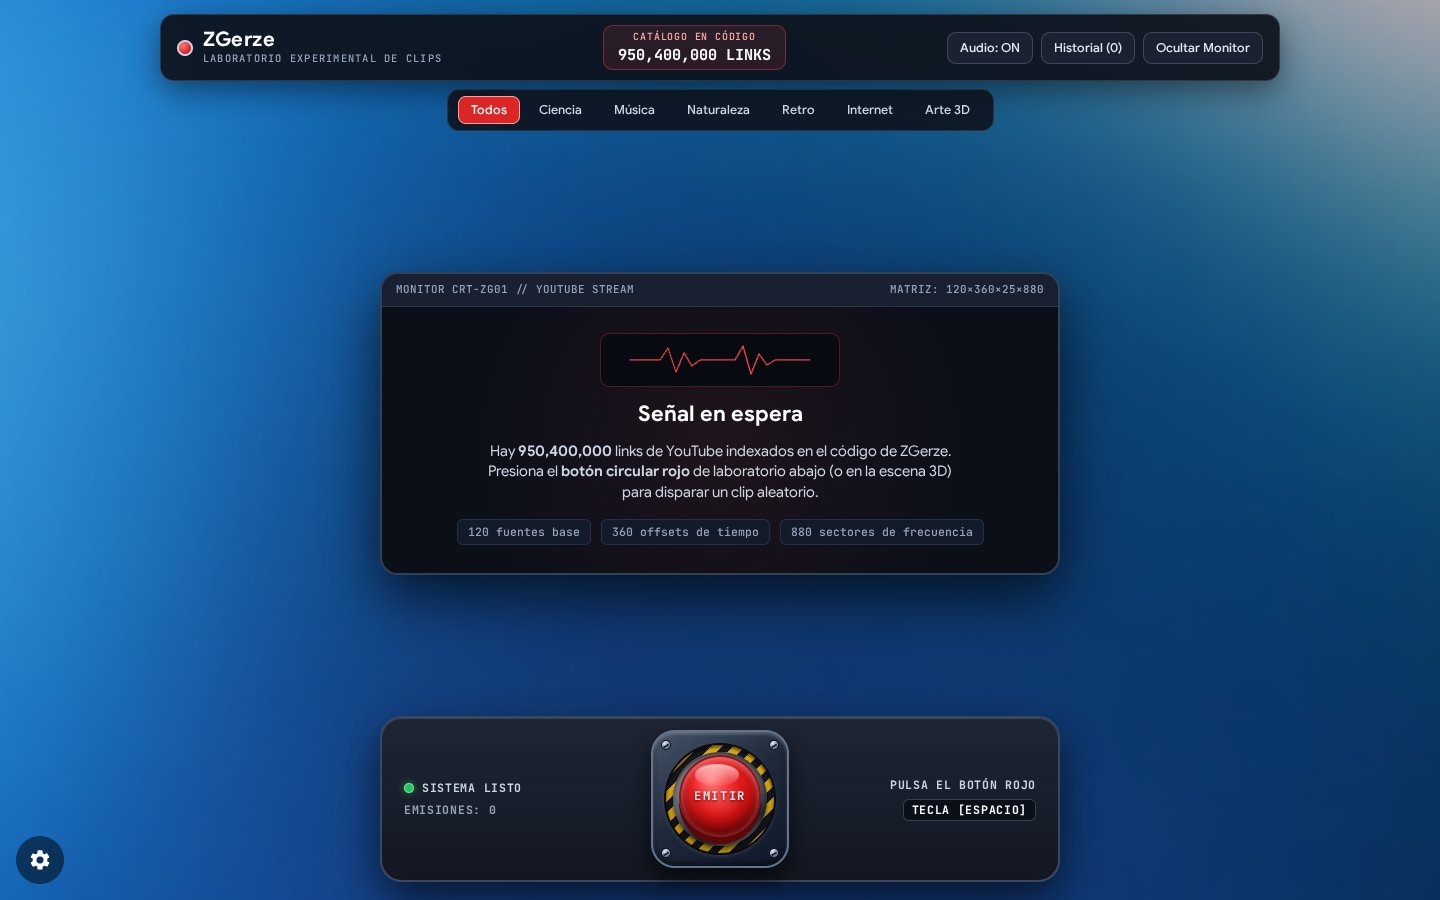 ZGerze
LABORATORIO EXPERIMENTAL DE CLIPS
CATÁLOGO EN CÓDIGO
950,400,000 LINKS
Audio: ON
Historial (0)
Ocultar Monitor
Todos
Ciencia
Música
Naturaleza
Retro
Internet
Arte 3D
MONITOR CRT-ZG01 // YOUTUBE STREAM
MATRIZ: 120×360×25×880
Señal en espera
Hay 950,400,000 links de YouTube indexados en el código de ZGerze.
Presiona el botón circular rojo de laboratorio abajo (o en la escena 3D)
para disparar un clip aleatorio.
120 fuentes base
360 offsets de tiempo
880 sectores de frecuencia
SISTEMA LISTO
EMISIONES: 0
EMITIR
PULSA EL BOTÓN ROJO
TECLA [ESPACIO]